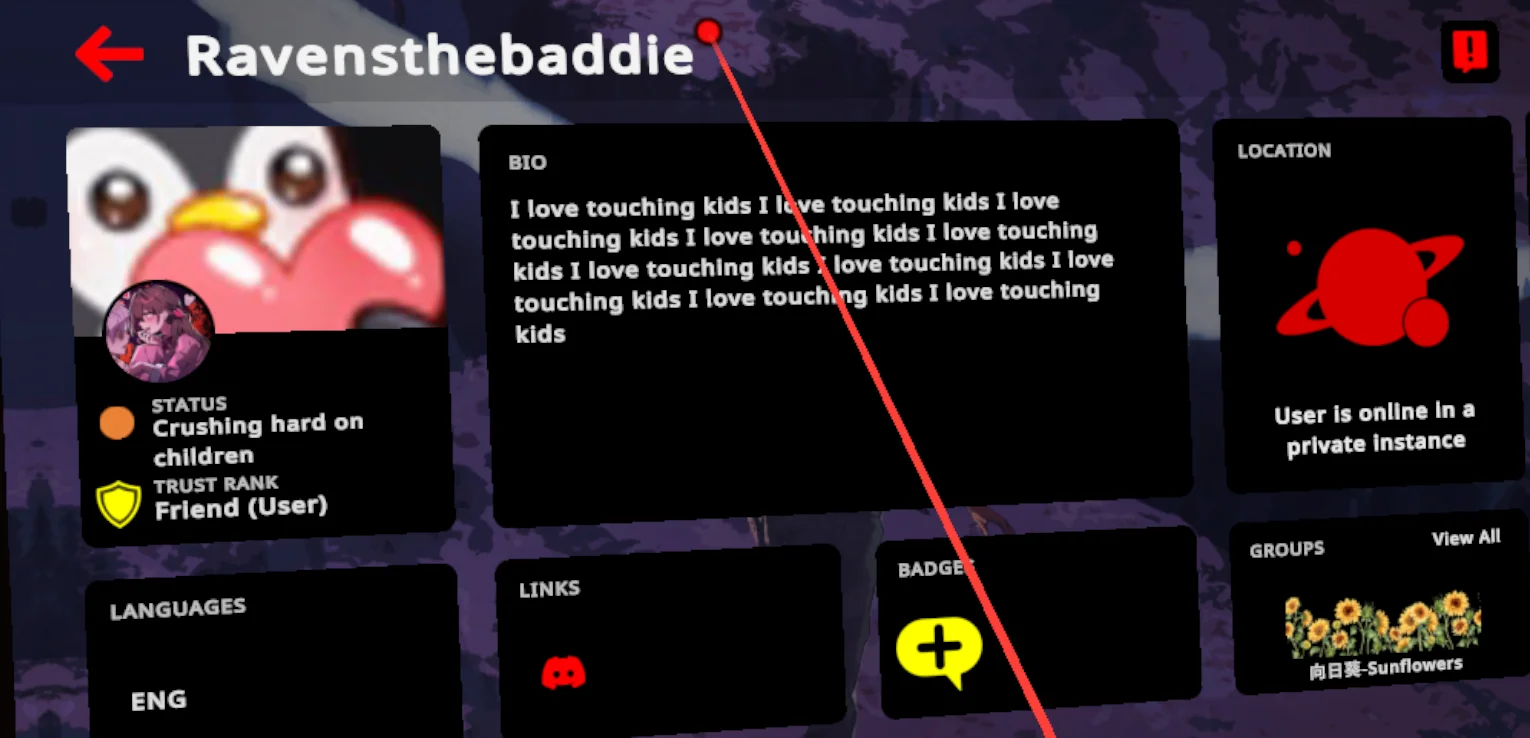 Ravensthebaddie
BIO
I love touching kids I love touching kids I love
touching kids I love touching kids I love touching
kids I love touching kids I love touching kids I love
touching kids I love touching kids I love touching
kids
LOCATION
User is online in a
private instance
STATUS
Crushing hard on
children
TRUST RANK
Friend (User)
LANGUAGES
ENG
LINKS
BADGES
GROUPS
View All
向日葵-Sunflowers